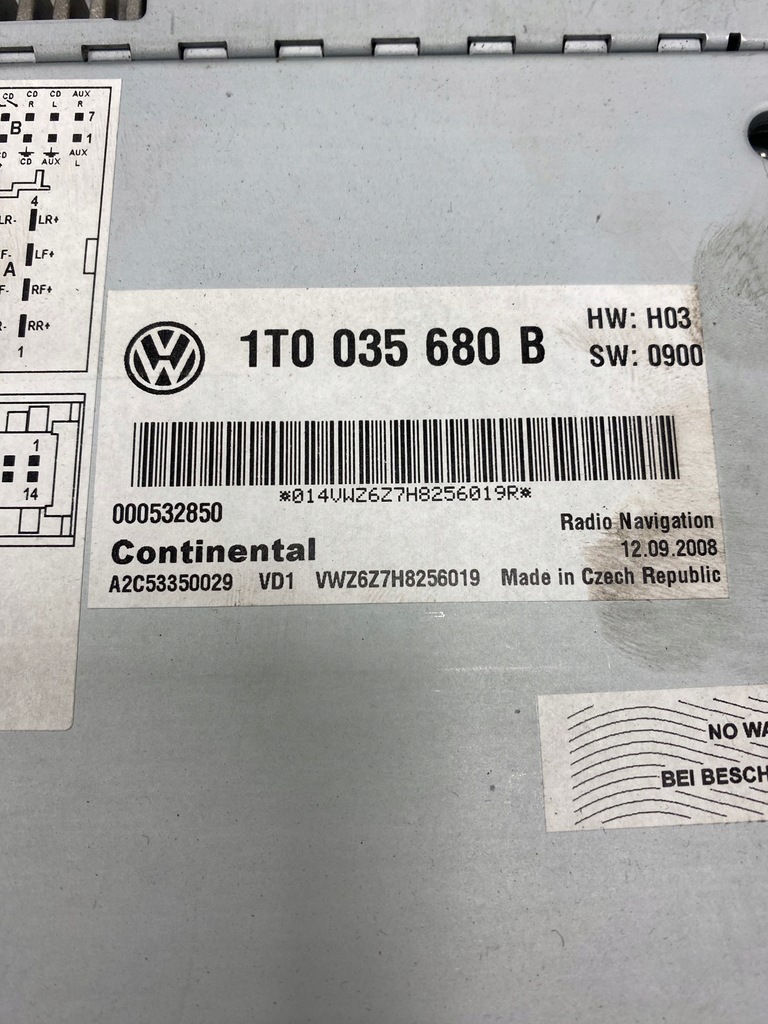 CD CD CD AUX
L R L R
B 7
1
CD AUX AUX
L
4
LR- LR+
F- LF+
A
F- RF+
R- RR+
1
1
14
1T0 035 680 B
HW: H03
SW: 0900
*014VWZ6Z7H8256019R*
000532850
Radio Navigation
Continental
12.09.2008
A2C53350029 VD1 VWZ6Z7H8256019 Made in Czech Republic
NO WA
BEI BESCH